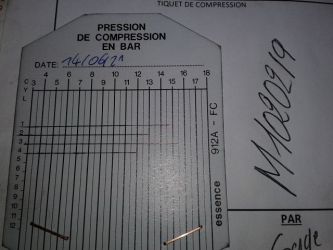 TIQUET DE COMPRESSION
PRESSION
DE COMPRESSION
EN BAR
DATE: 14/06/21
4 6 8 10 12 14 16 18
C 3 5 7 9 11 13 15 17
Y
L
1
2
3
4
5
6
7
8
9
10
11
12
912A - FC
essence
M1090219
PAR